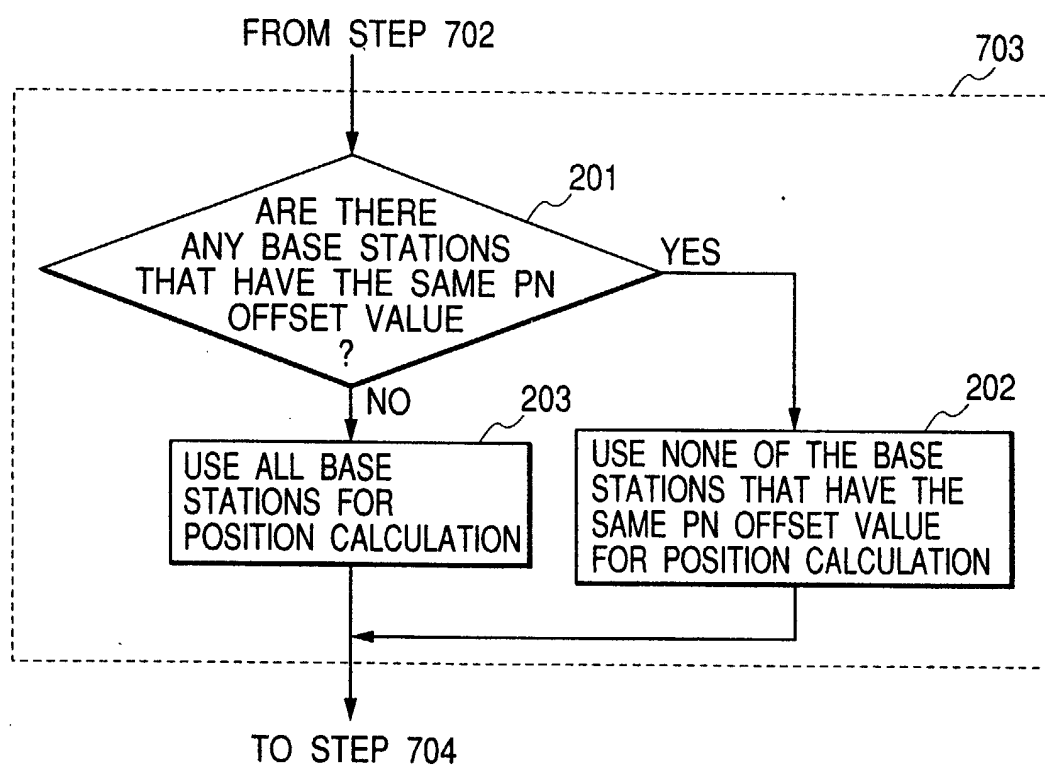 FROM STEP 702
703
201
ARE THERE
ANY BASE STATIONS
THAT HAVE THE SAME PN
OFFSET VALUE
?
YES
NO
203
USE ALL BASE
STATIONS FOR
POSITION CALCULATION
202
USE NONE OF THE BASE
STATIONS THAT HAVE THE
SAME PN OFFSET VALUE
FOR POSITION CALCULATION
TO STEP 704